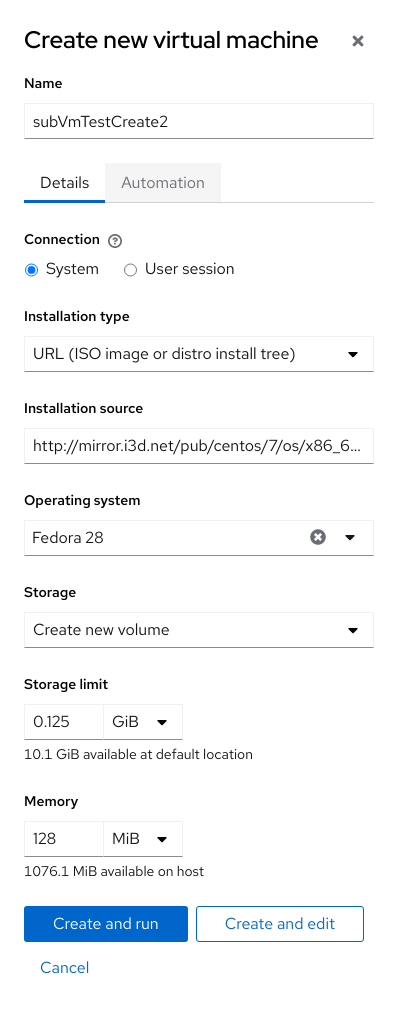 Create new virtual machine
Name
subVmTestCreate2
Details Automation
Connection
System User session
Installation type
URL (ISO image or distro install tree)
Installation source
http://mirror.i3d.net/pub/centos/7/os/x86_6...
Operating system
Fedora 28
Storage
Create new volume
Storage limit
0.125 GiB
10.1 GiB available at default location
Memory
128 MiB
1076.1 MiB available on host
Create and run Create and edit
Cancel